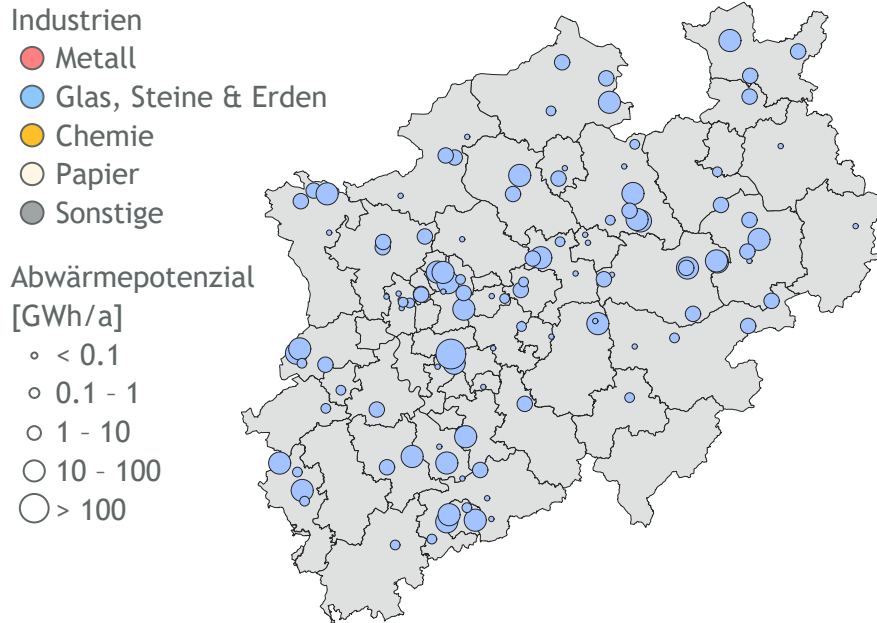 Industrien
Metall
Glas, Steine & Erden
Chemie
Papier
Sonstige
Abwärmepotenzial
[GWh/a]
< 0.1
0.1 – 1
1 – 10
10 – 100
> 100